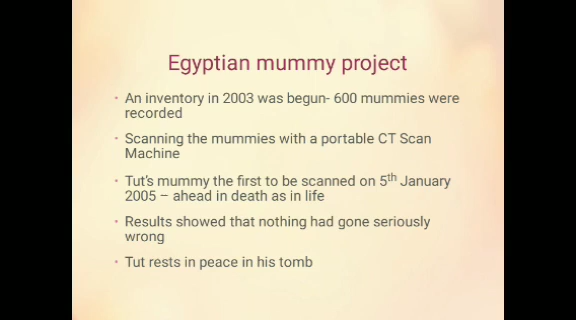 Egyptian mummy project
· An inventory in 2003 was begun- 600 mummies were
recorded
· Scanning the mummies with a portable CT Scan
Machine
· Tut's mummy the first to be scanned on 5th January
2005 – ahead in death as in life
· Results showed that nothing had gone seriously
wrong
· Tut rests in peace in his tomb